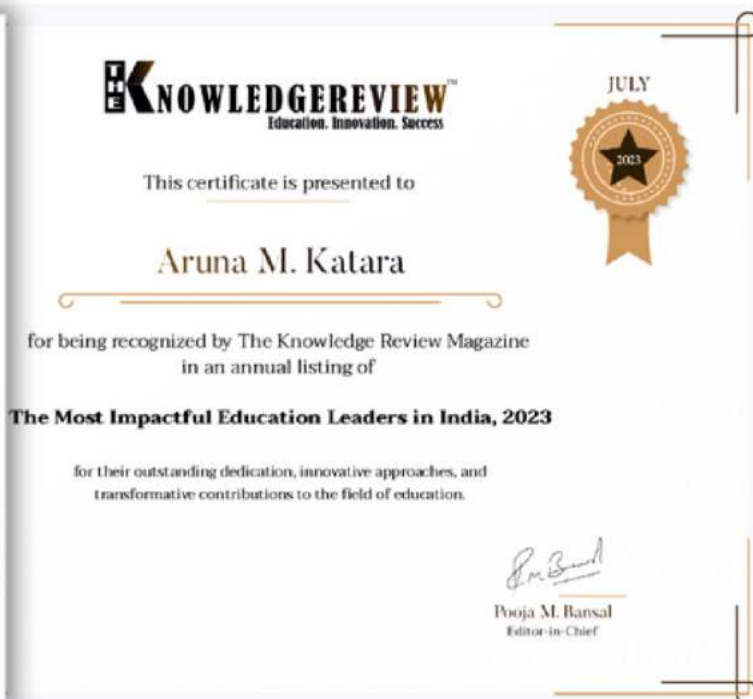 THE KNOWLEDGEREVIEW™
Education. Innovation. Success
JULY
2023
This certificate is presented to
Aruna M. Katara
for being recognized by The Knowledge Review Magazine
in an annual listing of
The Most Impactful Education Leaders in India, 2023
for their outstanding dedication, innovative approaches, and
transformative contributions to the field of education.
Pooja M. Bansal
Editor-in-Chief